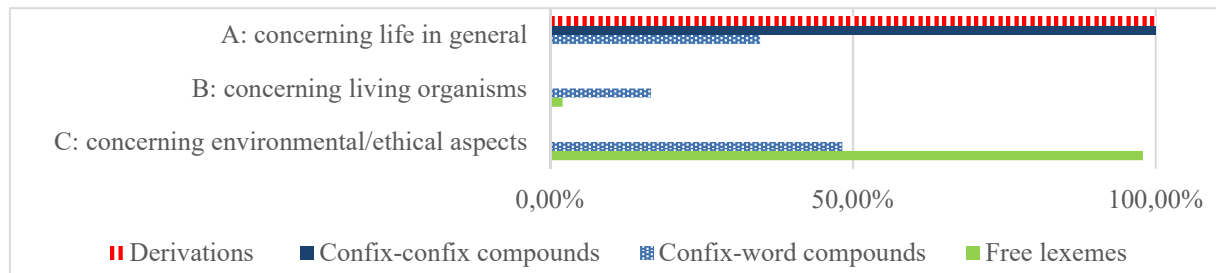 A: concerning life in general
B: concerning living organisms
C: concerning environmental/ethical aspects
0,00% 50,00% 100,00%
Derivations Confix-confix compounds Confix-word compounds Free lexemes